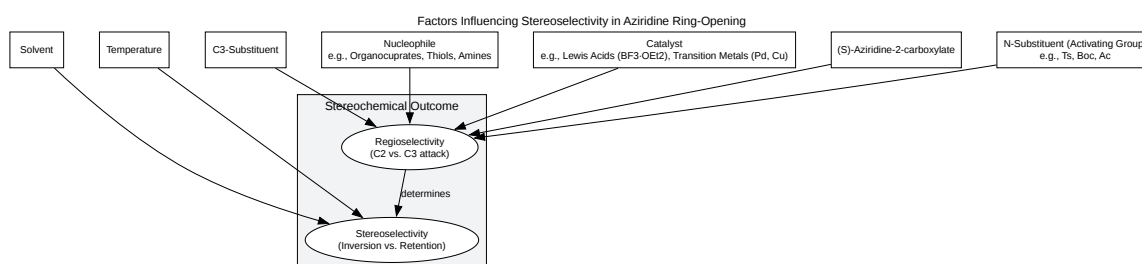 Factors Influencing Stereoselectivity in Aziridine Ring-Opening
Solvent
Temperature
C3-Substituent
Nucleophile
e.g., Organocuprates, Thiols, Amines
Catalyst
e.g., Lewis Acids (BF3·OEt2), Transition Metals (Pd, Cu)
(S)-Aziridine-2-carboxylate
N-Substituent (Activating Group
e.g., Ts, Boc, Ac
Stereochemical Outcome
Regioselectivity
(C2 vs. C3 attack)
determines
Stereoselectivity
(Inversion vs. Retention)